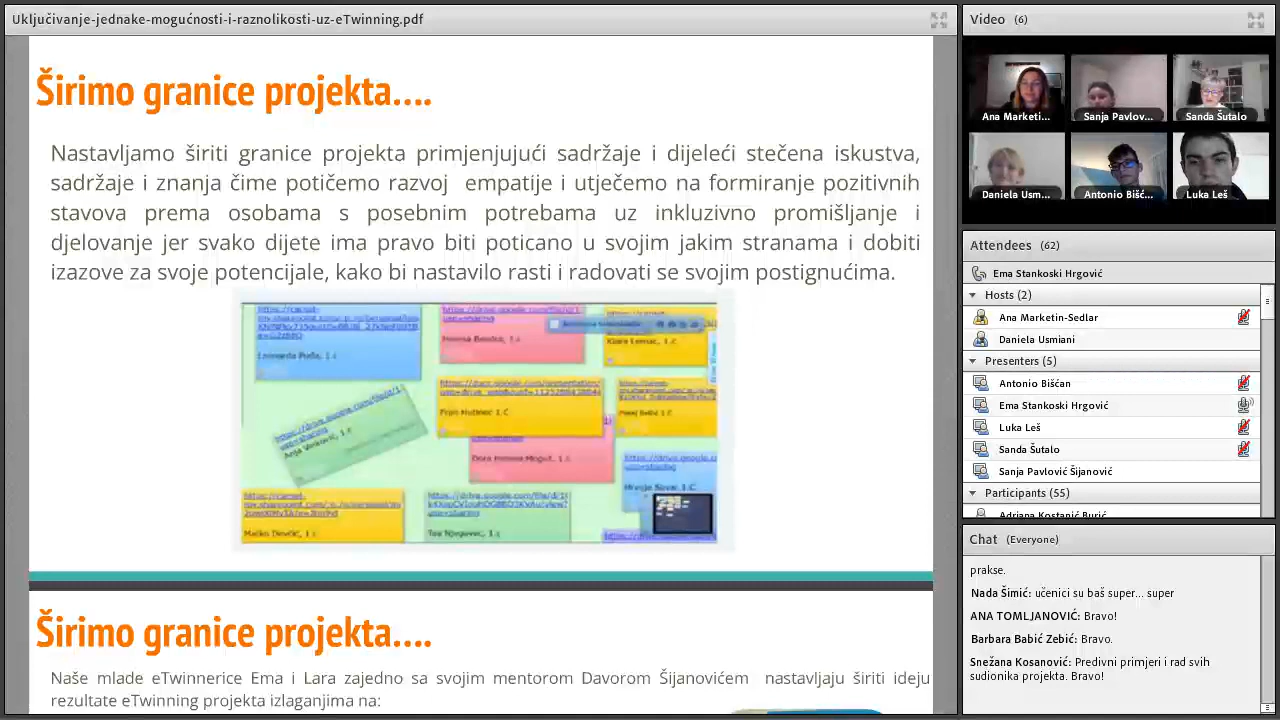 Uključivanje-jednake-mogućnosti-i-raznolikosti-uz-eTwinning.pdf
Širimo granice projekta....
Nastavljamo širiti granice projekta primjenjujući sadržaje i dijeleći stečena iskustva,
sadržaje i znanja čime potičemo razvoj empatije i utječemo na formiranje pozitivnih
stavova prema osobama s posebnim potrebama uz inkluzivno promišljanje i
djelovanje jer svako dijete ima pravo biti poticano u svojim jakim stranama i dobiti
izazove za svoje potencijale, kako bi nastavilo rasti i radovati se svojim postignućima.
Širimo granice projekta....
Naše mlade eTwinnerice Ema i Lara zajedno sa svojim mentorom Davorom Šijanovićem nastavljaju širiti ideju
rezultate eTwinning projekta izlaganjima na:
Video (6)
Ana Marketi...
Sanja Pavlov...
Sanda Šutalo
Daniela Usm...
Antonio Bišć...
Luka Leš
Attendees (62)
Ema Stankoski Hrgović
Hosts (2)
Ana Marketin-Sedlar
Daniela Usmiani
Presenters (5)
Antonio Bišćan
Ema Stankoski Hrgović
Luka Leš
Sanda Šutalo
Sanja Pavlović Šijanović
Participants (55)
Adriana Kostanić Burić
Chat (Everyone)
prakse.
Nada Šimić: učenici su baš super... super
ANA TOMLJANOVIĆ: Bravo!
Barbara Babić Zebić: Bravo.
Snežana Kosanović: Predivni primjeri i rad svih
sudionika projekta. Bravo!